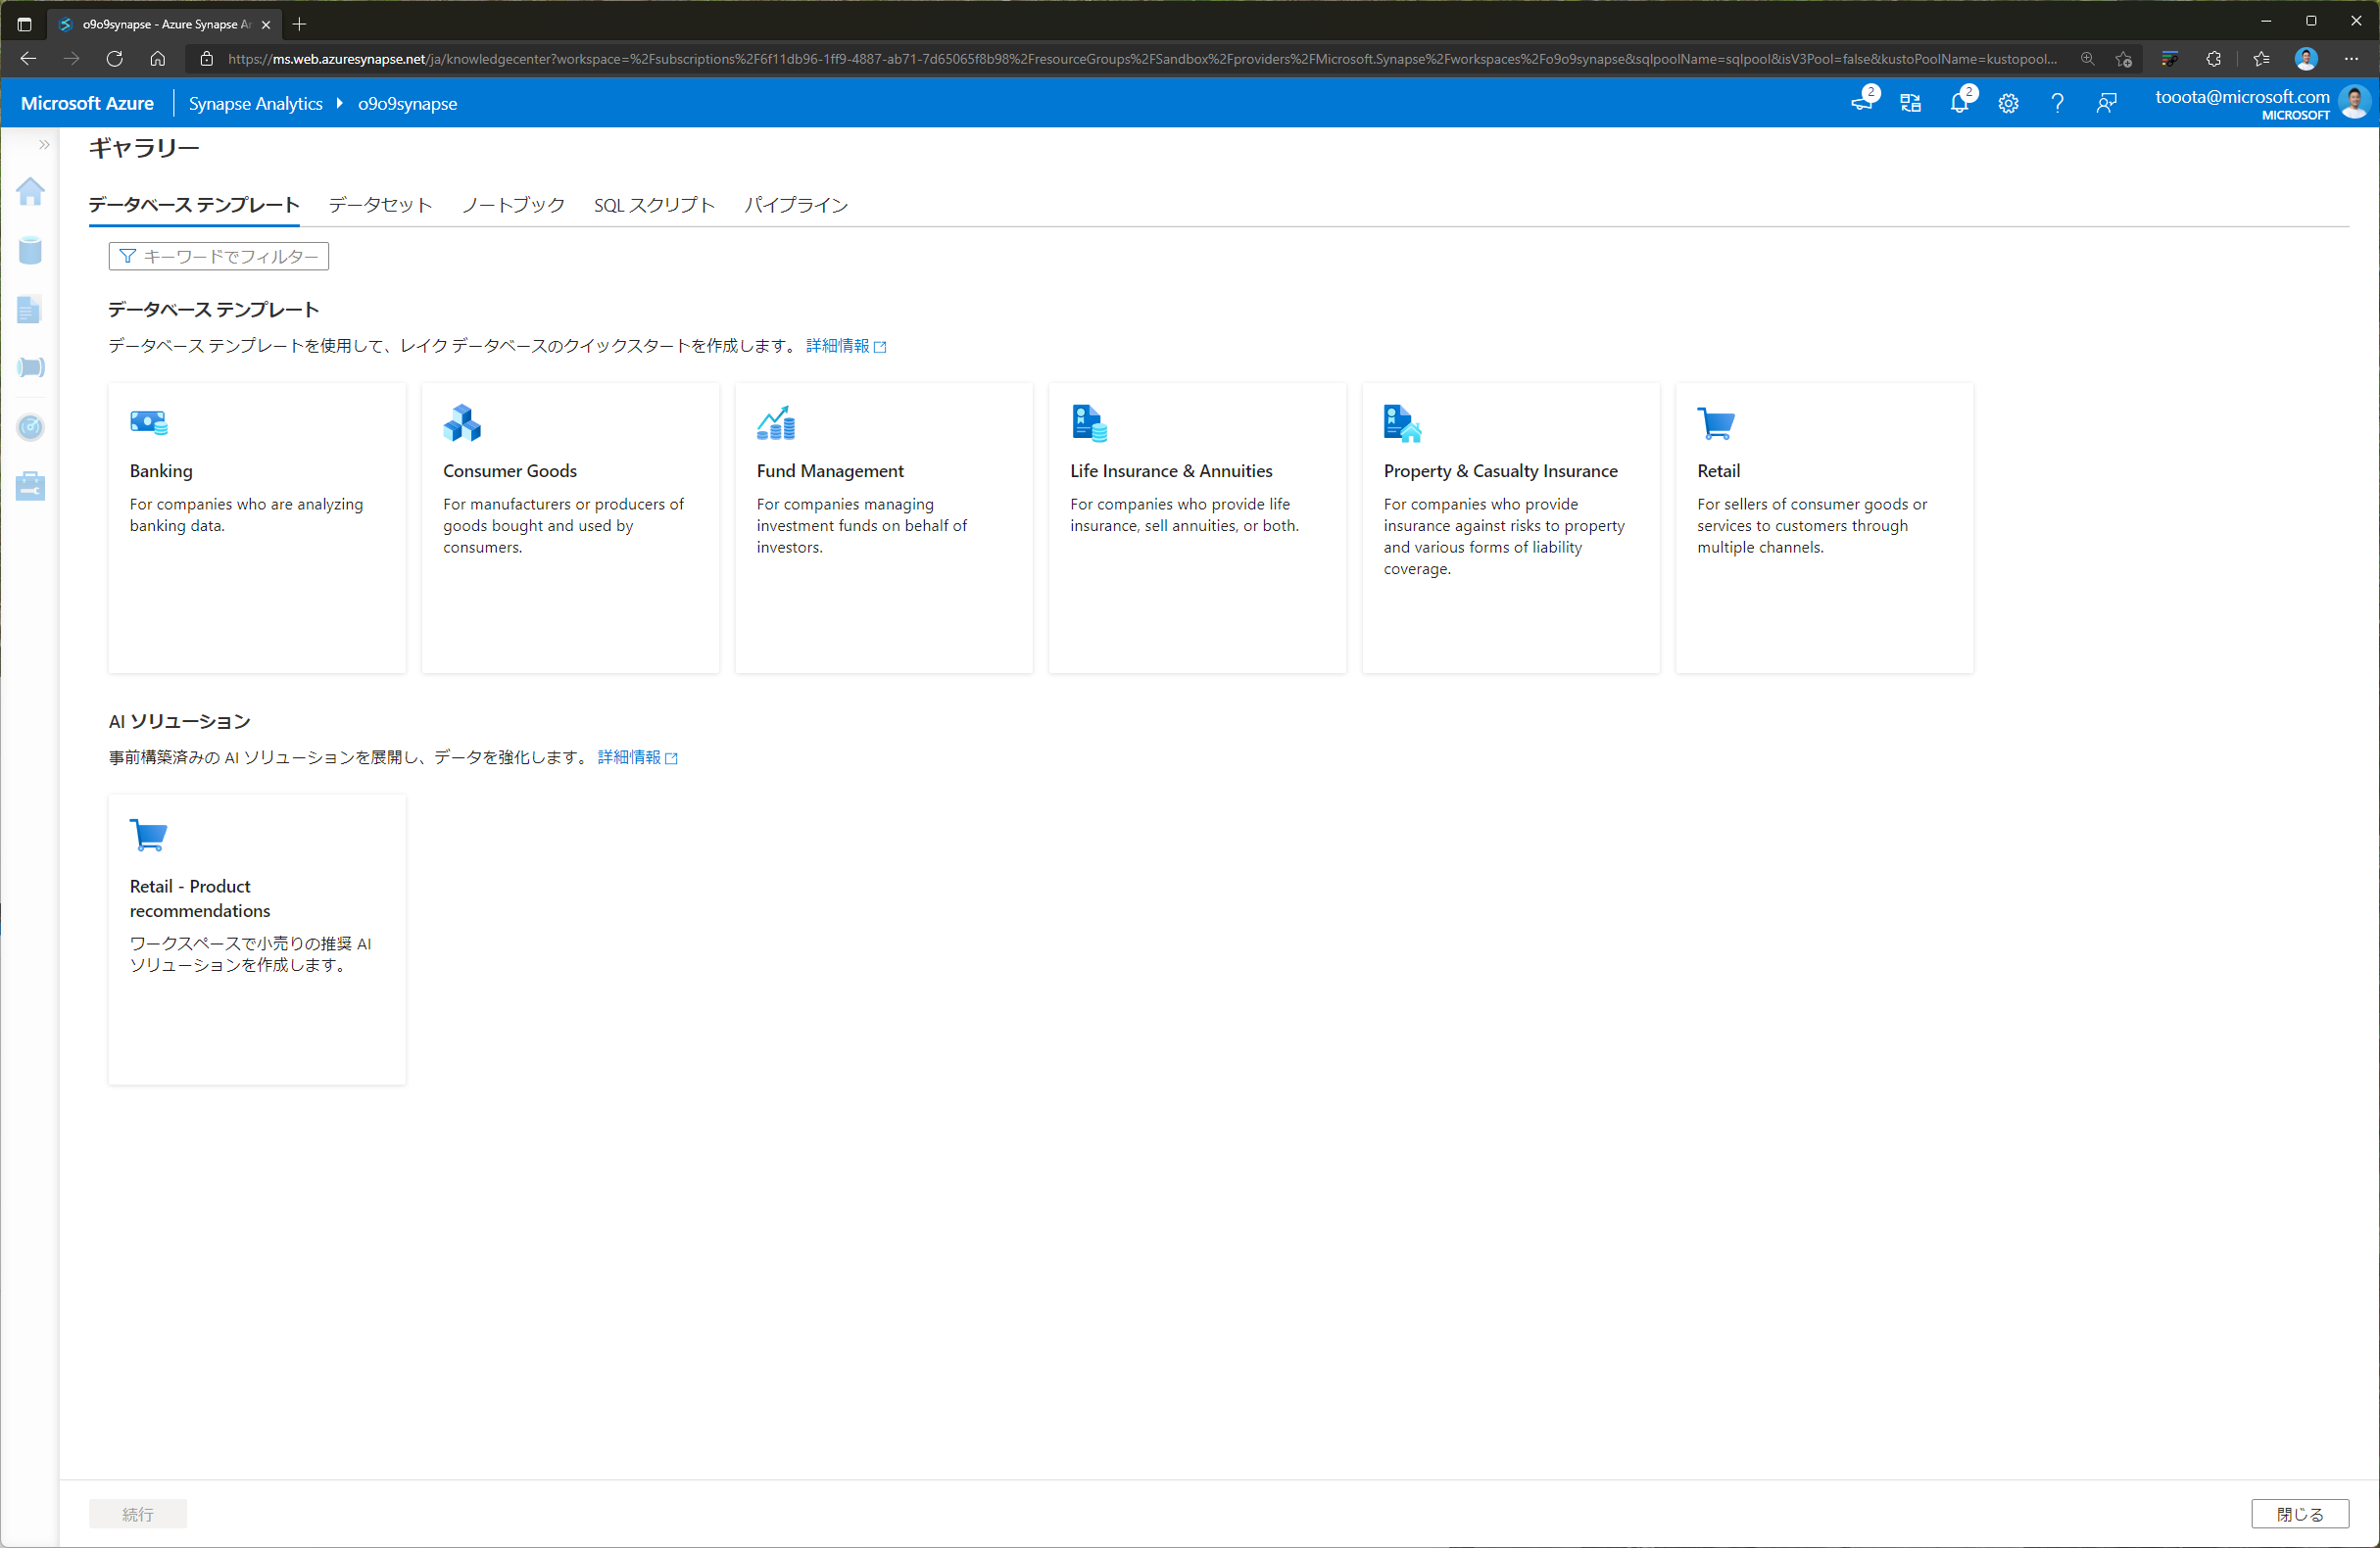 o9o9synapse - Azure Synapse A
https://ms.web.azuresynapse.net/ja/knowledgecenter?workspace=%2Fsubscriptions%2F6f11db96-1ff9-4887-ab71-7d65065f8b98%2FresourceGroups%2FSandbox%2Fproviders%2FMicrosoft.Synapse%2Fworkspaces%2Fo9o9synapse&sqlpoolName=sqlpool&isV3Pool=false&kustoPoolName=kustopool...
Microsoft Azure
Synapse Analytics
o9o9synapse
2
2
tooota@microsoft.com
MICROSOFT
ギャラリー
データベース テンプレート
データセット
ノートブック
SQL スクリプト
パイプライン
キーワードでフィルター
データベース テンプレート
データベース テンプレートを使用して、レイク データベースのクイックスタートを作成します。 詳細情報
Banking
For companies who are analyzing
banking data.
Consumer Goods
For manufacturers or producers of
goods bought and used by
consumers.
Fund Management
For companies managing
investment funds on behalf of
investors.
Life Insurance & Annuities
For companies who provide life
insurance, sell annuities, or both.
Property & Casualty Insurance
For companies who provide
insurance against risks to property
and various forms of liability
coverage.
Retail
For sellers of consumer goods or
services to customers through
multiple channels.
AI ソリューション
事前構築済みの AI ソリューションを展開し、データを強化します。 詳細情報
Retail - Product
recommendations
ワークスペースで小売りの推奨 AI
ソリューションを作成します。
続行
閉じる